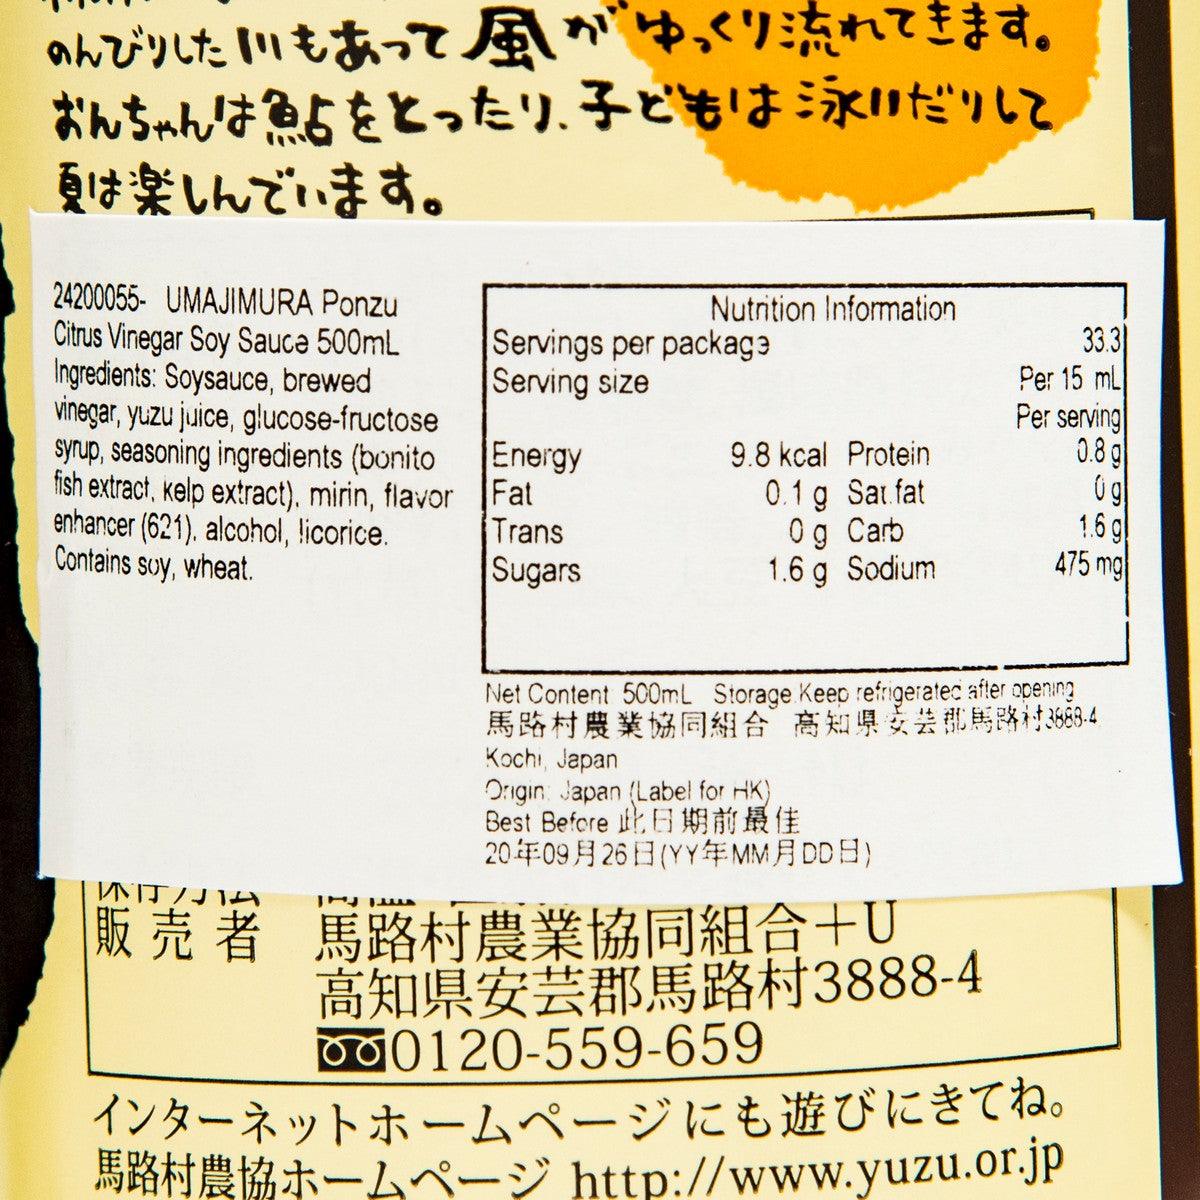 のんびりした川もあって風がゆっくり流れてきます。
おんちゃんは鮎をとったり、子どもは泳いだりして
夏は楽しんでいます。
24200055- UMAJIMURA Ponzu
Citrus Vinegar Soy Sauce 500mL
Ingredients: Soysauce, brewed
vinegar, yuzu juice, glucose-fructose
syrup, seasoning ingredients (bonito
fish extract, kelp extract), mirin, flavor
enhancer (621), alcohol, licorice.
Contains soy, wheat.
Nutrition Information
Servings per package 33.3
Serving size Per 15 mL
Per serving
Energy 9.8 kcal Protein 0.8 g
Fat 0.1 g Sat.fat 0 g
Trans 0 g Carb 1.6 g
Sugars 1.6 g Sodium 475 mg
Net Content 500mL Storage:Keep refrigerated after opening
馬路村農業協同組合 高知県安芸郡馬路村3888-4
Kochi, Japan
Origin: Japan (Label for HK)
Best Before 此日期前最佳
20年09月26日(YY年MM月DD日)
保存方法
販売者 馬路村農業協同組合+U
高知県安芸郡馬路村3888-4
0120-559-659
インターネットホームページにも遊びにきてね。
馬路村農協ホームページ http://www.yuzu.or.jp